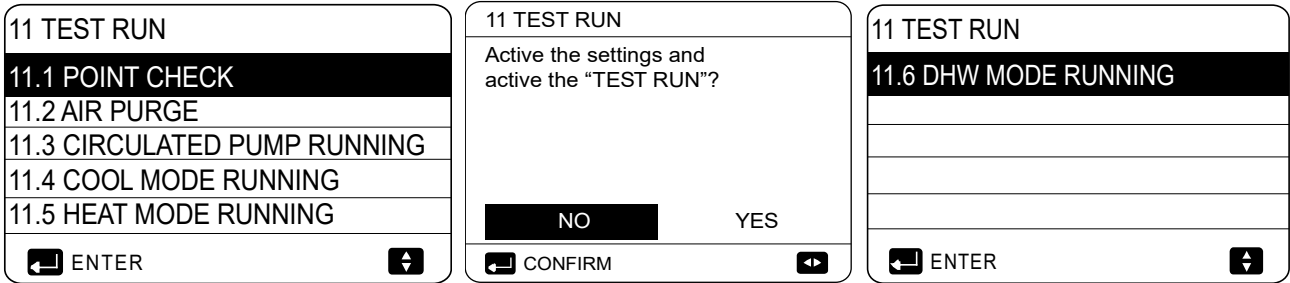 11 TEST RUN
11.1 POINT CHECK
11.2 AIR PURGE
11.3 CIRCULATED PUMP RUNNING
11.4 COOL MODE RUNNING
11.5 HEAT MODE RUNNING
ENTER
11 TEST RUN
Active the settings and
active the “TEST RUN”?
NO YES
CONFIRM
11 TEST RUN
11.6 DHW MODE RUNNING
ENTER